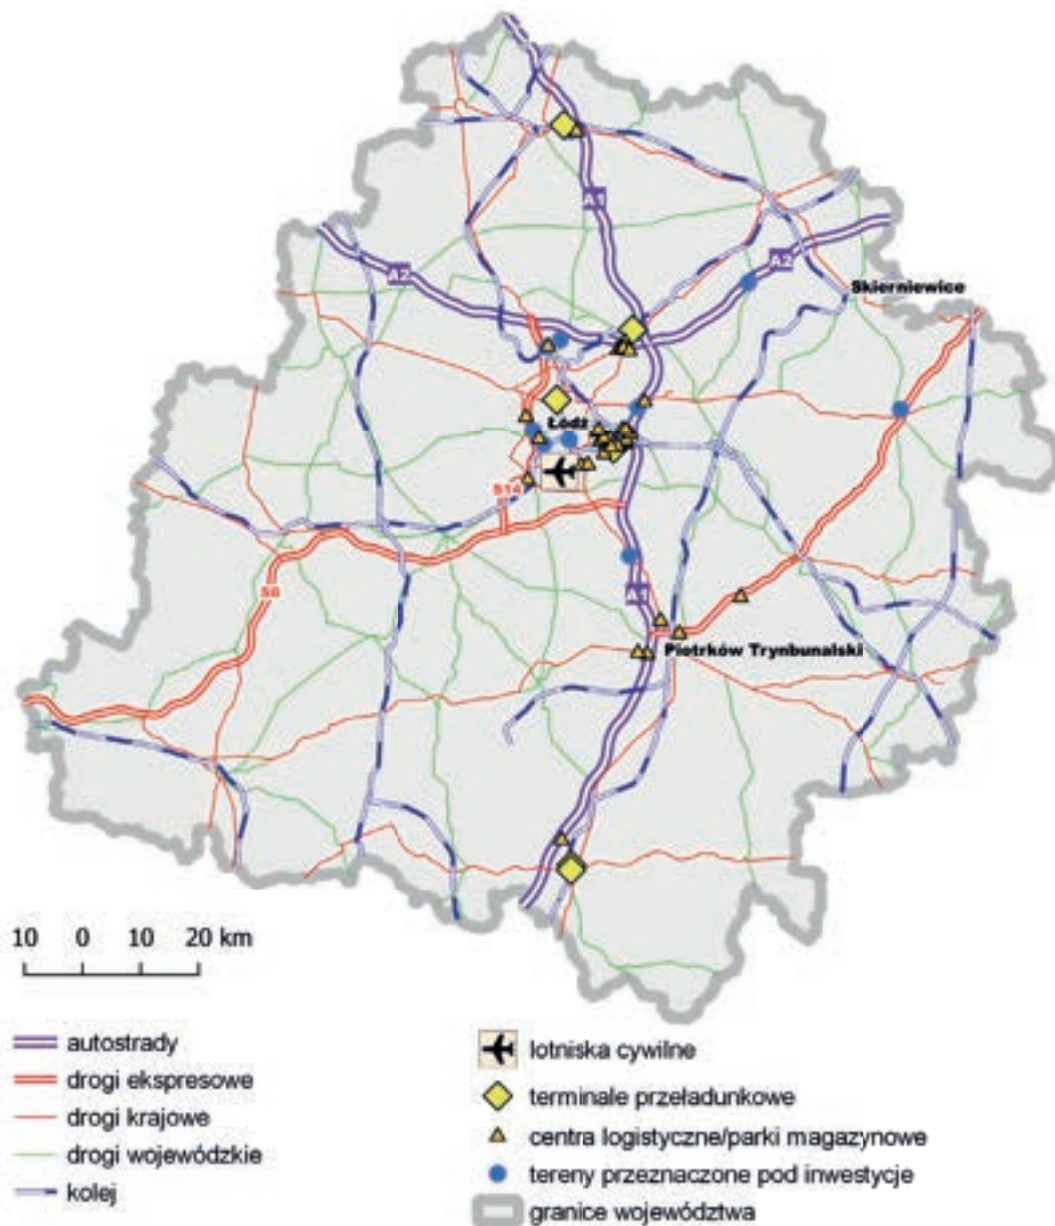 A1
A2
A2
Skierniewice
Łódź
S14
A1
S8
Piotrków Trynbunalski
10 0 10 20 km
autostrady
drogi ekspresowe
drogi krajowe
drogi wojewódzkie
kolej
lotniska cywilne
terminale przeładunkowe
centra logistyczne/parki magazynowe
tereny przeznaczone pod inwestycje
granice województwa